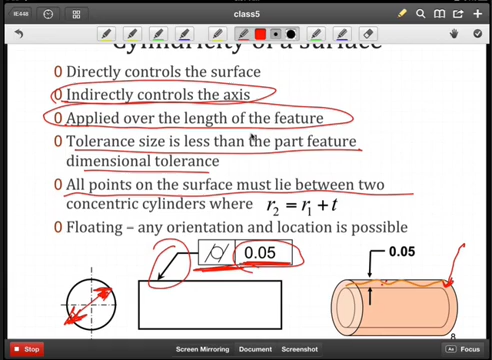 IE448
class5
Cylindricity of a surface
O Directly controls the surface
O Indirectly controls the axis
O Applied over the length of the feature
O Tolerance size is less than the part feature
dimensional tolerance
O All points on the surface must lie between two
concentric cylinders where r₂ = r₁ + t
O Floating – any orientation and location is possible
0.05
0.05
8
Stop
Screen Mirroring
Document
Screenshot
Aa
Focus